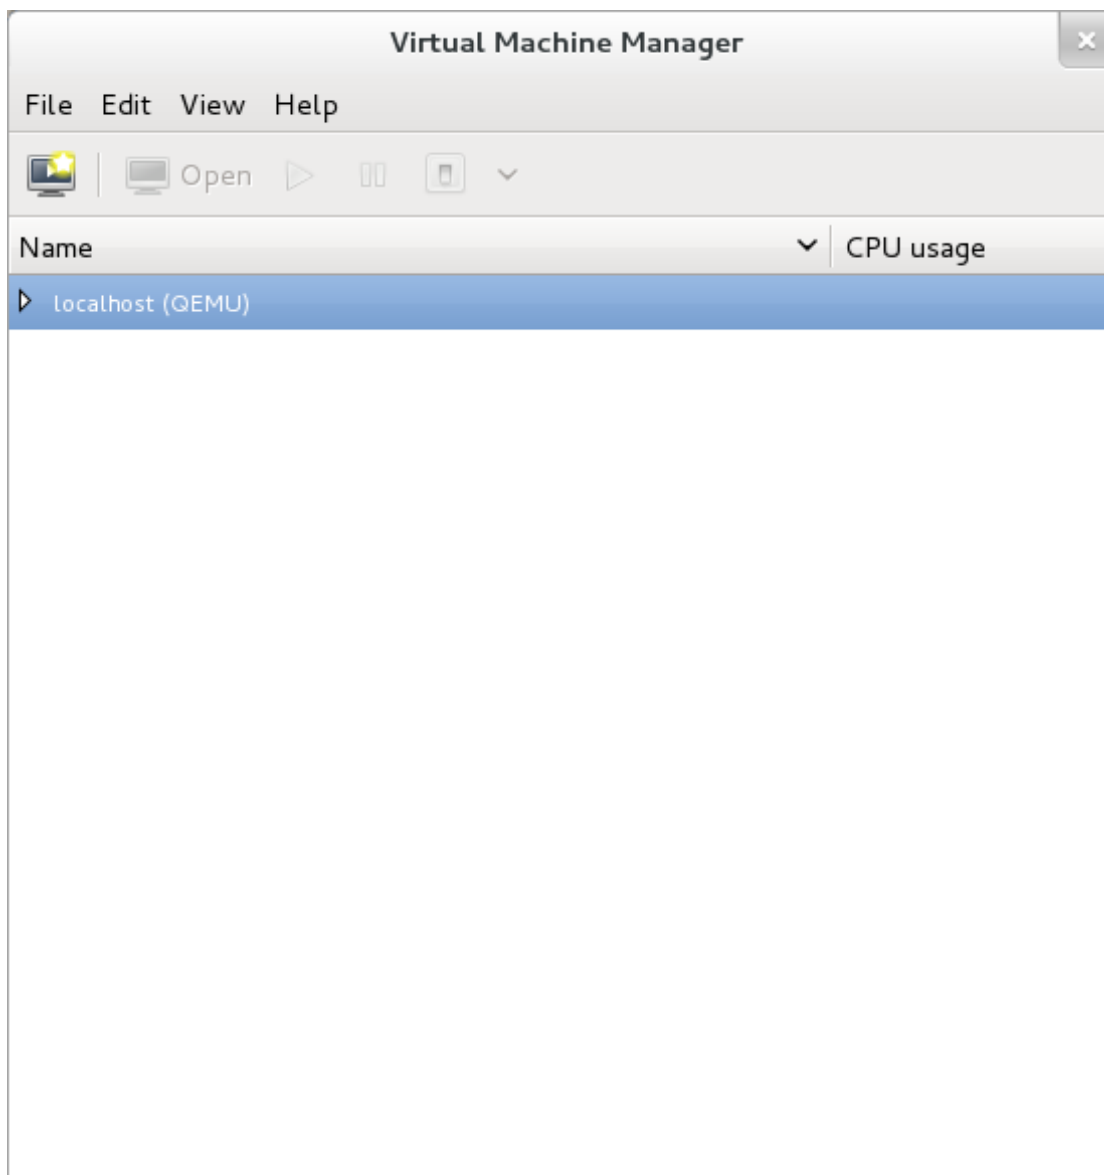 Virtual Machine Manager
File Edit View Help
Open
Name CPU usage
localhost (QEMU)